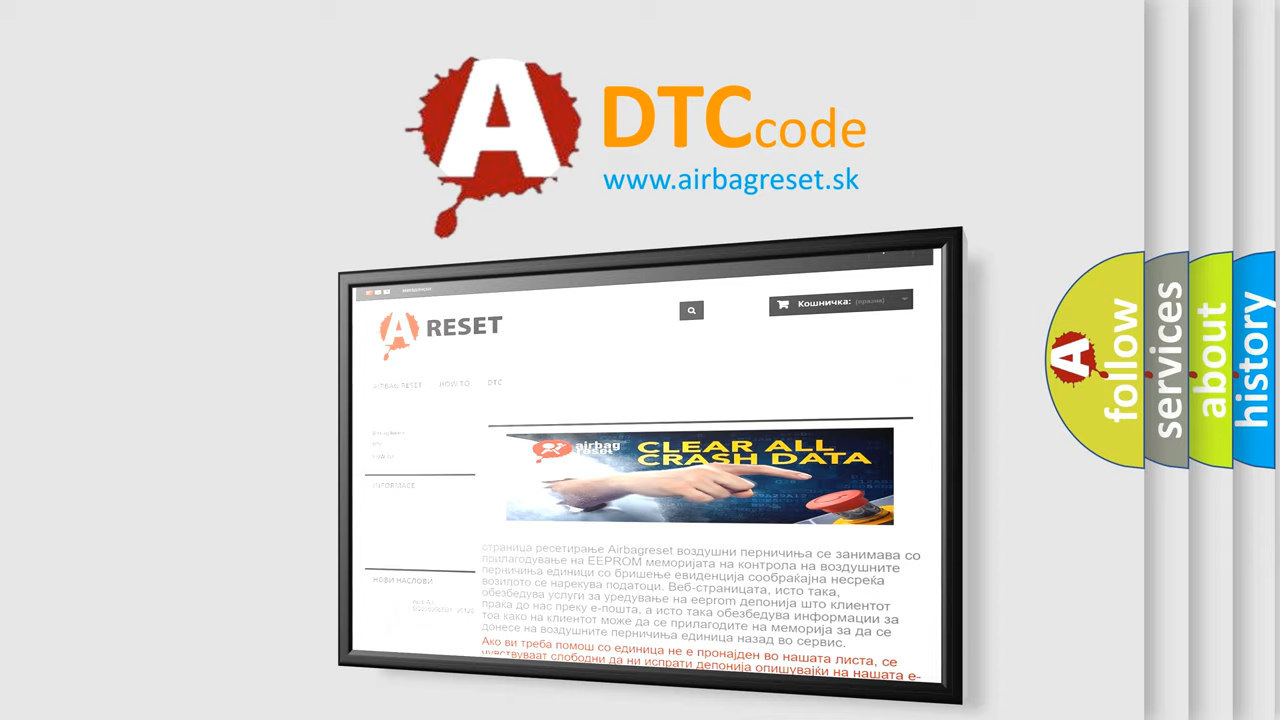 A
DTC code
www.airbagreset.sk
A RESET
Кошничка: (празна)
AIRBAG RESET HOW TO DTC
INFORMACE
НОВИ НАСЛОВИ
airbag
reset
CLEAR ALL
CRASH DATA
страница ресетирање Airbagreset воздушни перничиња се занимава со
прилагодување на EEPROM меморијата на контрола на воздушните
перничиња единици со бришење евиденција сообраќајна несреќа
возилото се нарекува податоци. Веб-страницата, исто така,
обезбедува услуги за уредување на eeprom депонија што клиентот
праќа до нас преку е-пошта, а исто така обезбедува информации за
тоа како на клиентот може да се прилагодите на меморија за да се
донесе на воздушните перничиња единица назад во сервис.
Ако ви треба помош со единица не е пронајден во нашата листа, се
чувствуваат слободни да ни испрати депонија опишувајќи на нашата е-
A follow
services
about
history